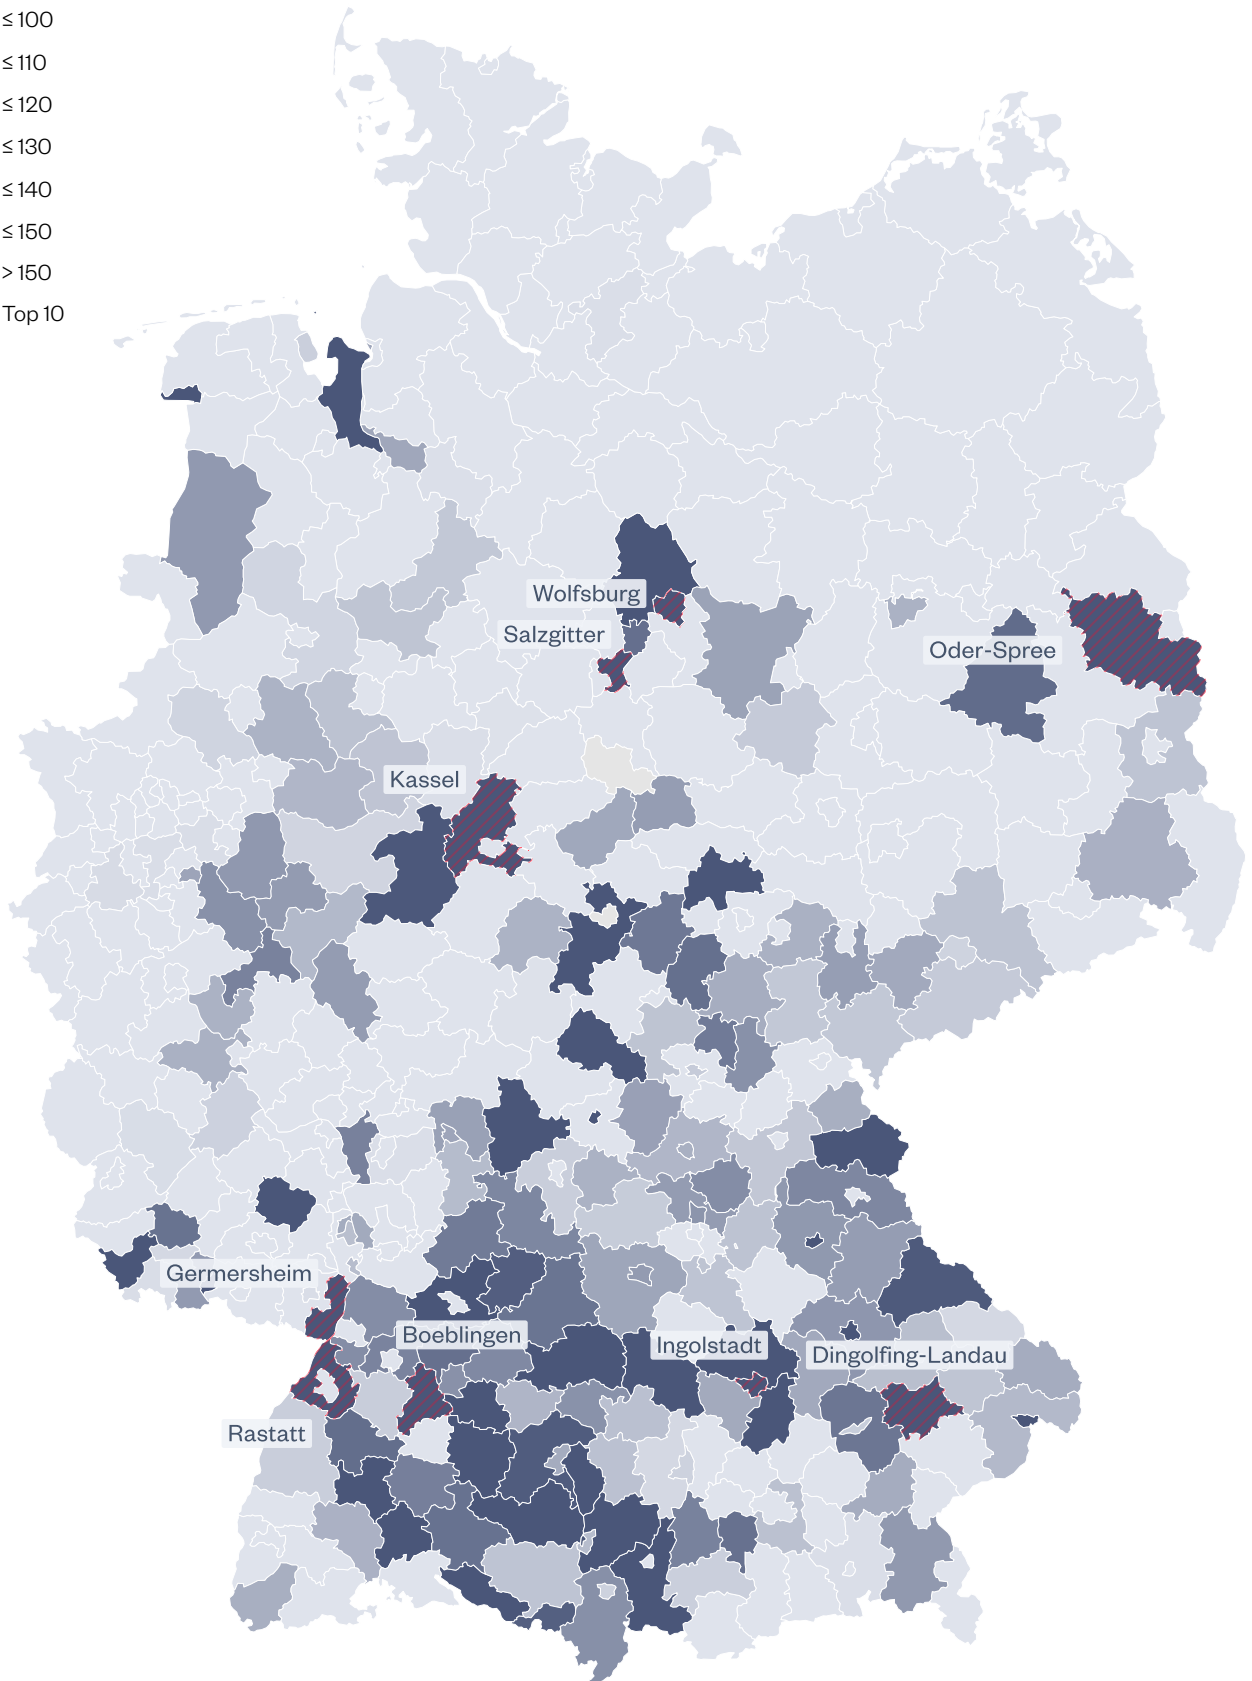 ≤ 100
≤ 110
≤ 120
≤ 130
≤ 140
≤ 150
> 150
Top 10
Wolfsburg
Salzgitter
Oder-Spree
Kassel
Germersheim
Boeblingen
Ingolstadt
Dingolfing-Landau
Rastatt